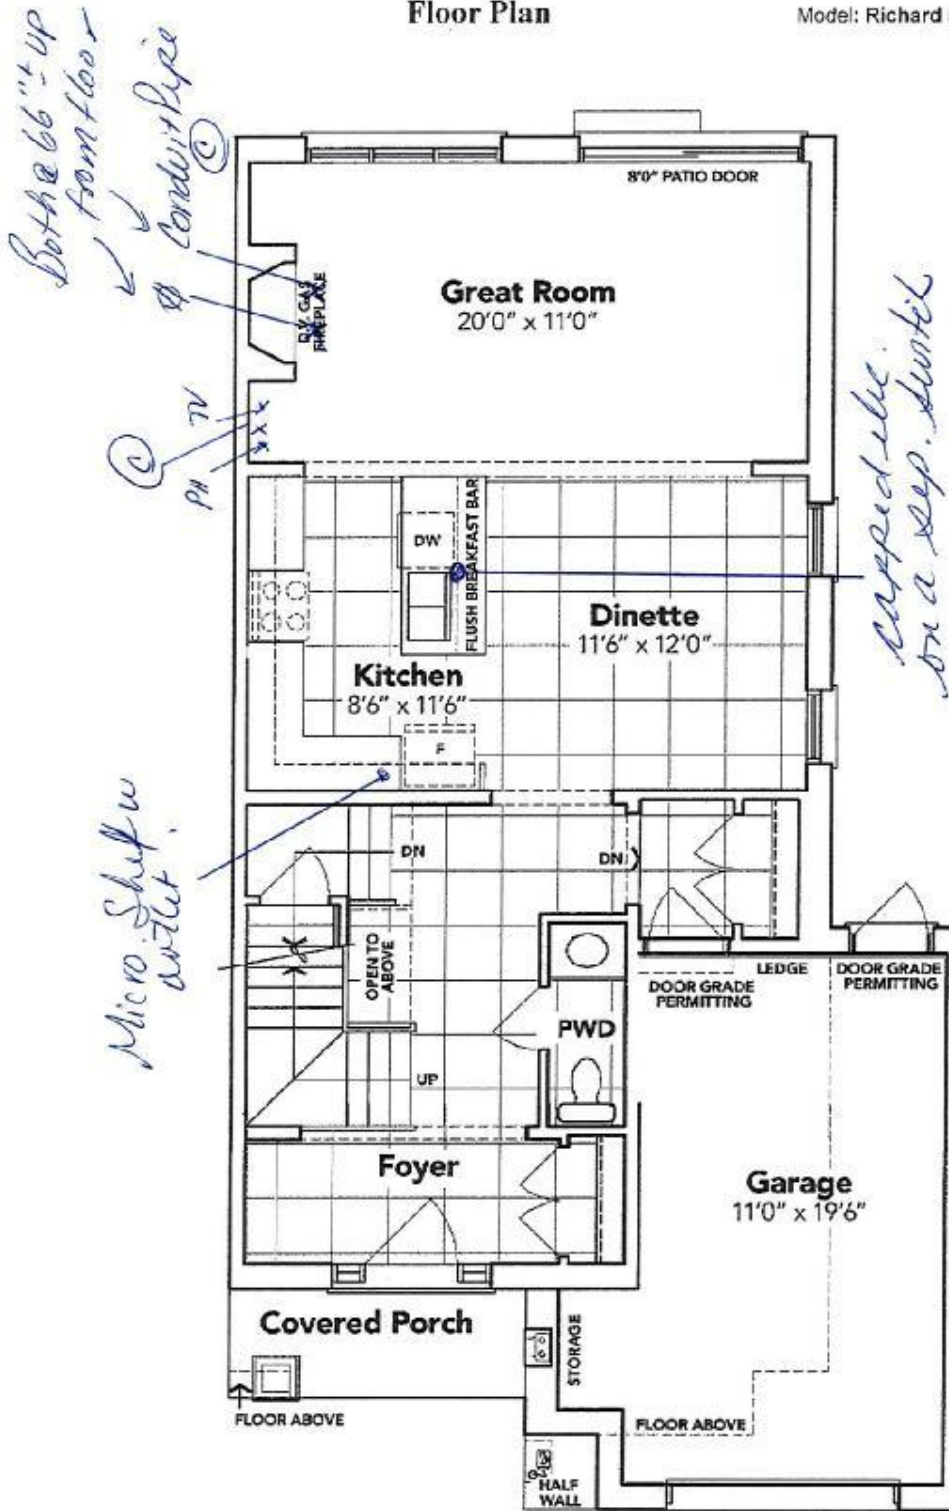 Floor Plan
Model: Richard
Both @ 66" ± up
from floor
Conduit Pipe
C
8'0" PATIO DOOR
D.V. GAS
FIREPLACE
Great Room
20'0" x 11'0"
C
TV
PH
capped elec
on a sep. switch
DW
FLUSH BREAKFAST BAR
Dinette
11'6" x 12'0"
Kitchen
8'6" x 11'6"
F
Micro Shelf w
outlet.
DN
DN
OPEN TO
ABOVE
LEDGE
DOOR GRADE
PERMITTING
DOOR GRADE
PERMITTING
PWD
UP
Foyer
Garage
11'0" x 19'6"
Covered Porch
STORAGE
FLOOR ABOVE
FLOOR ABOVE
HALF
WALL